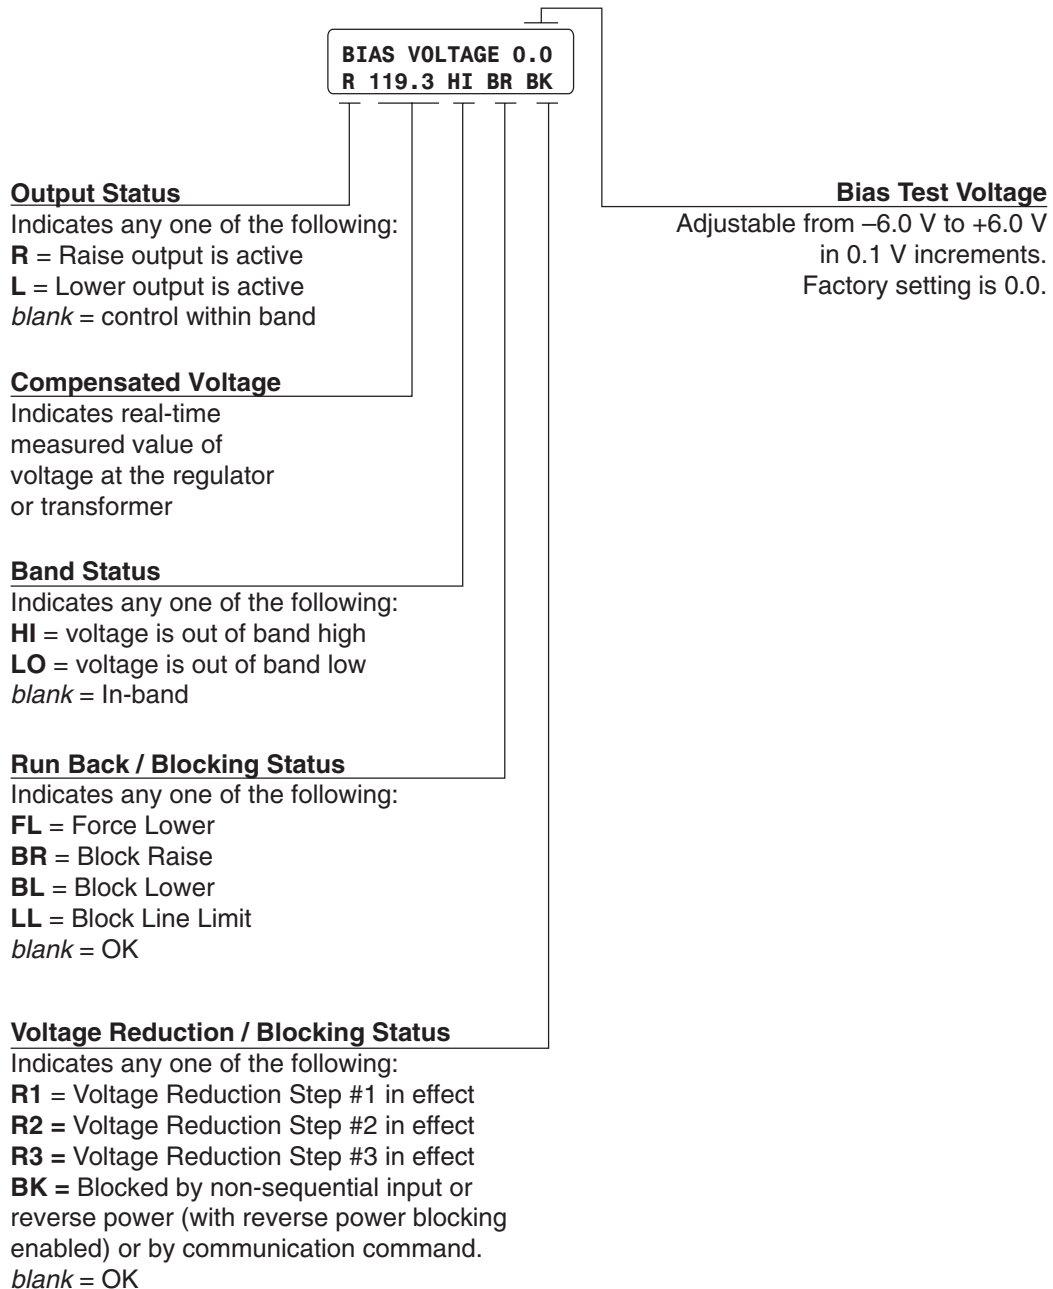 BIAS VOLTAGE 0.0
R 119.3 HI BR BK
Output Status
Indicates any one of the following:
R = Raise output is active
L = Lower output is active
blank = control within band
Bias Test Voltage
Adjustable from –6.0 V to +6.0 V
in 0.1 V increments.
Factory setting is 0.0.
Compensated Voltage
Indicates real-time
measured value of
voltage at the regulator
or transformer
Band Status
Indicates any one of the following:
HI = voltage is out of band high
LO = voltage is out of band low
blank = In-band
Run Back / Blocking Status
Indicates any one of the following:
FL = Force Lower
BR = Block Raise
BL = Block Lower
LL = Block Line Limit
blank = OK
Voltage Reduction / Blocking Status
Indicates any one of the following:
R1 = Voltage Reduction Step #1 in effect
R2 = Voltage Reduction Step #2 in effect
R3 = Voltage Reduction Step #3 in effect
BK = Blocked by non-sequential input or
reverse power (with reverse power blocking
enabled) or by communication command.
blank = OK